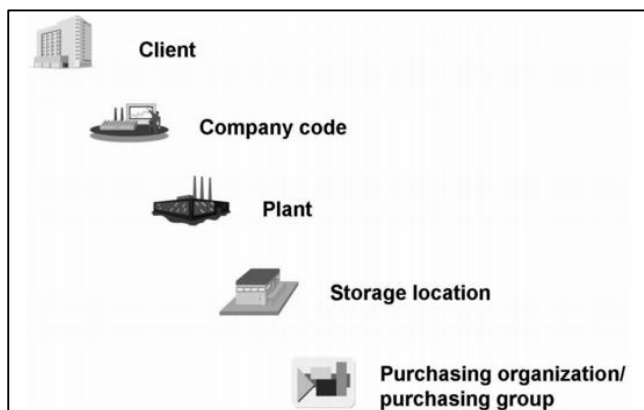 Client
Company code
Plant
Storage location
Purchasing organization/
purchasing group